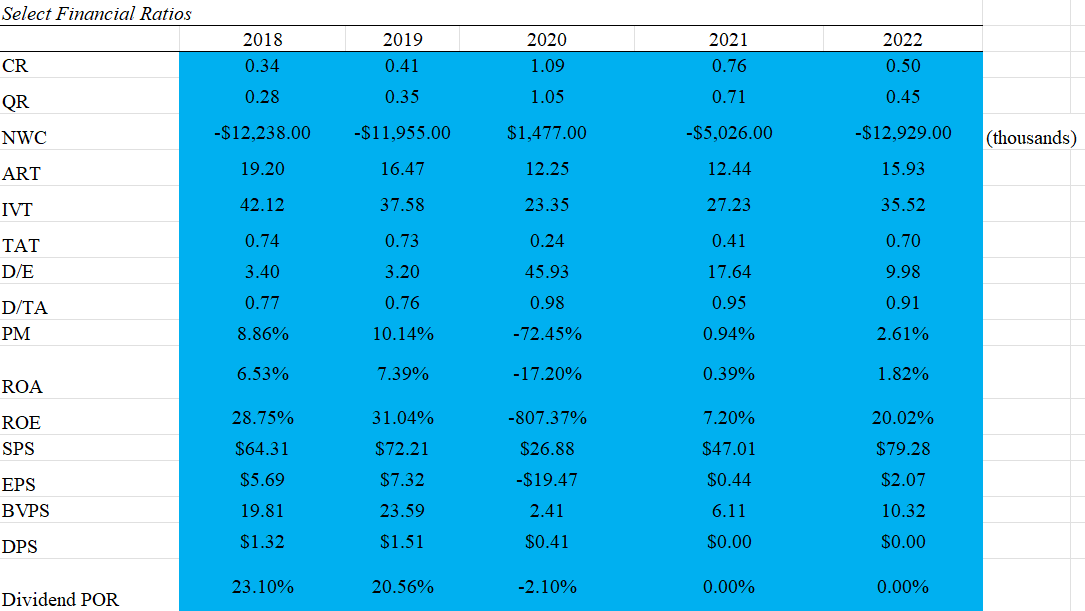 Select Financial Ratios
2018 2019 2020 2021 2022
CR 0.34 0.41 1.09 0.76 0.50
QR 0.28 0.35 1.05 0.71 0.45
NWC -$12,238.00 -$11,955.00 $1,477.00 -$5,026.00 -$12,929.00 (thousands)
ART 19.20 16.47 12.25 12.44 15.93
IVT 42.12 37.58 23.35 27.23 35.52
TAT 0.74 0.73 0.24 0.41 0.70
D/E 3.40 3.20 45.93 17.64 9.98
D/TA 0.77 0.76 0.98 0.95 0.91
PM 8.86% 10.14% -72.45% 0.94% 2.61%
ROA 6.53% 7.39% -17.20% 0.39% 1.82%
ROE 28.75% 31.04% -807.37% 7.20% 20.02%
SPS $64.31 $72.21 $26.88 $47.01 $79.28
EPS $5.69 $7.32 -$19.47 $0.44 $2.07
BVPS 19.81 23.59 2.41 6.11 10.32
DPS $1.32 $1.51 $0.41 $0.00 $0.00
Dividend POR 23.10% 20.56% -2.10% 0.00% 0.00%